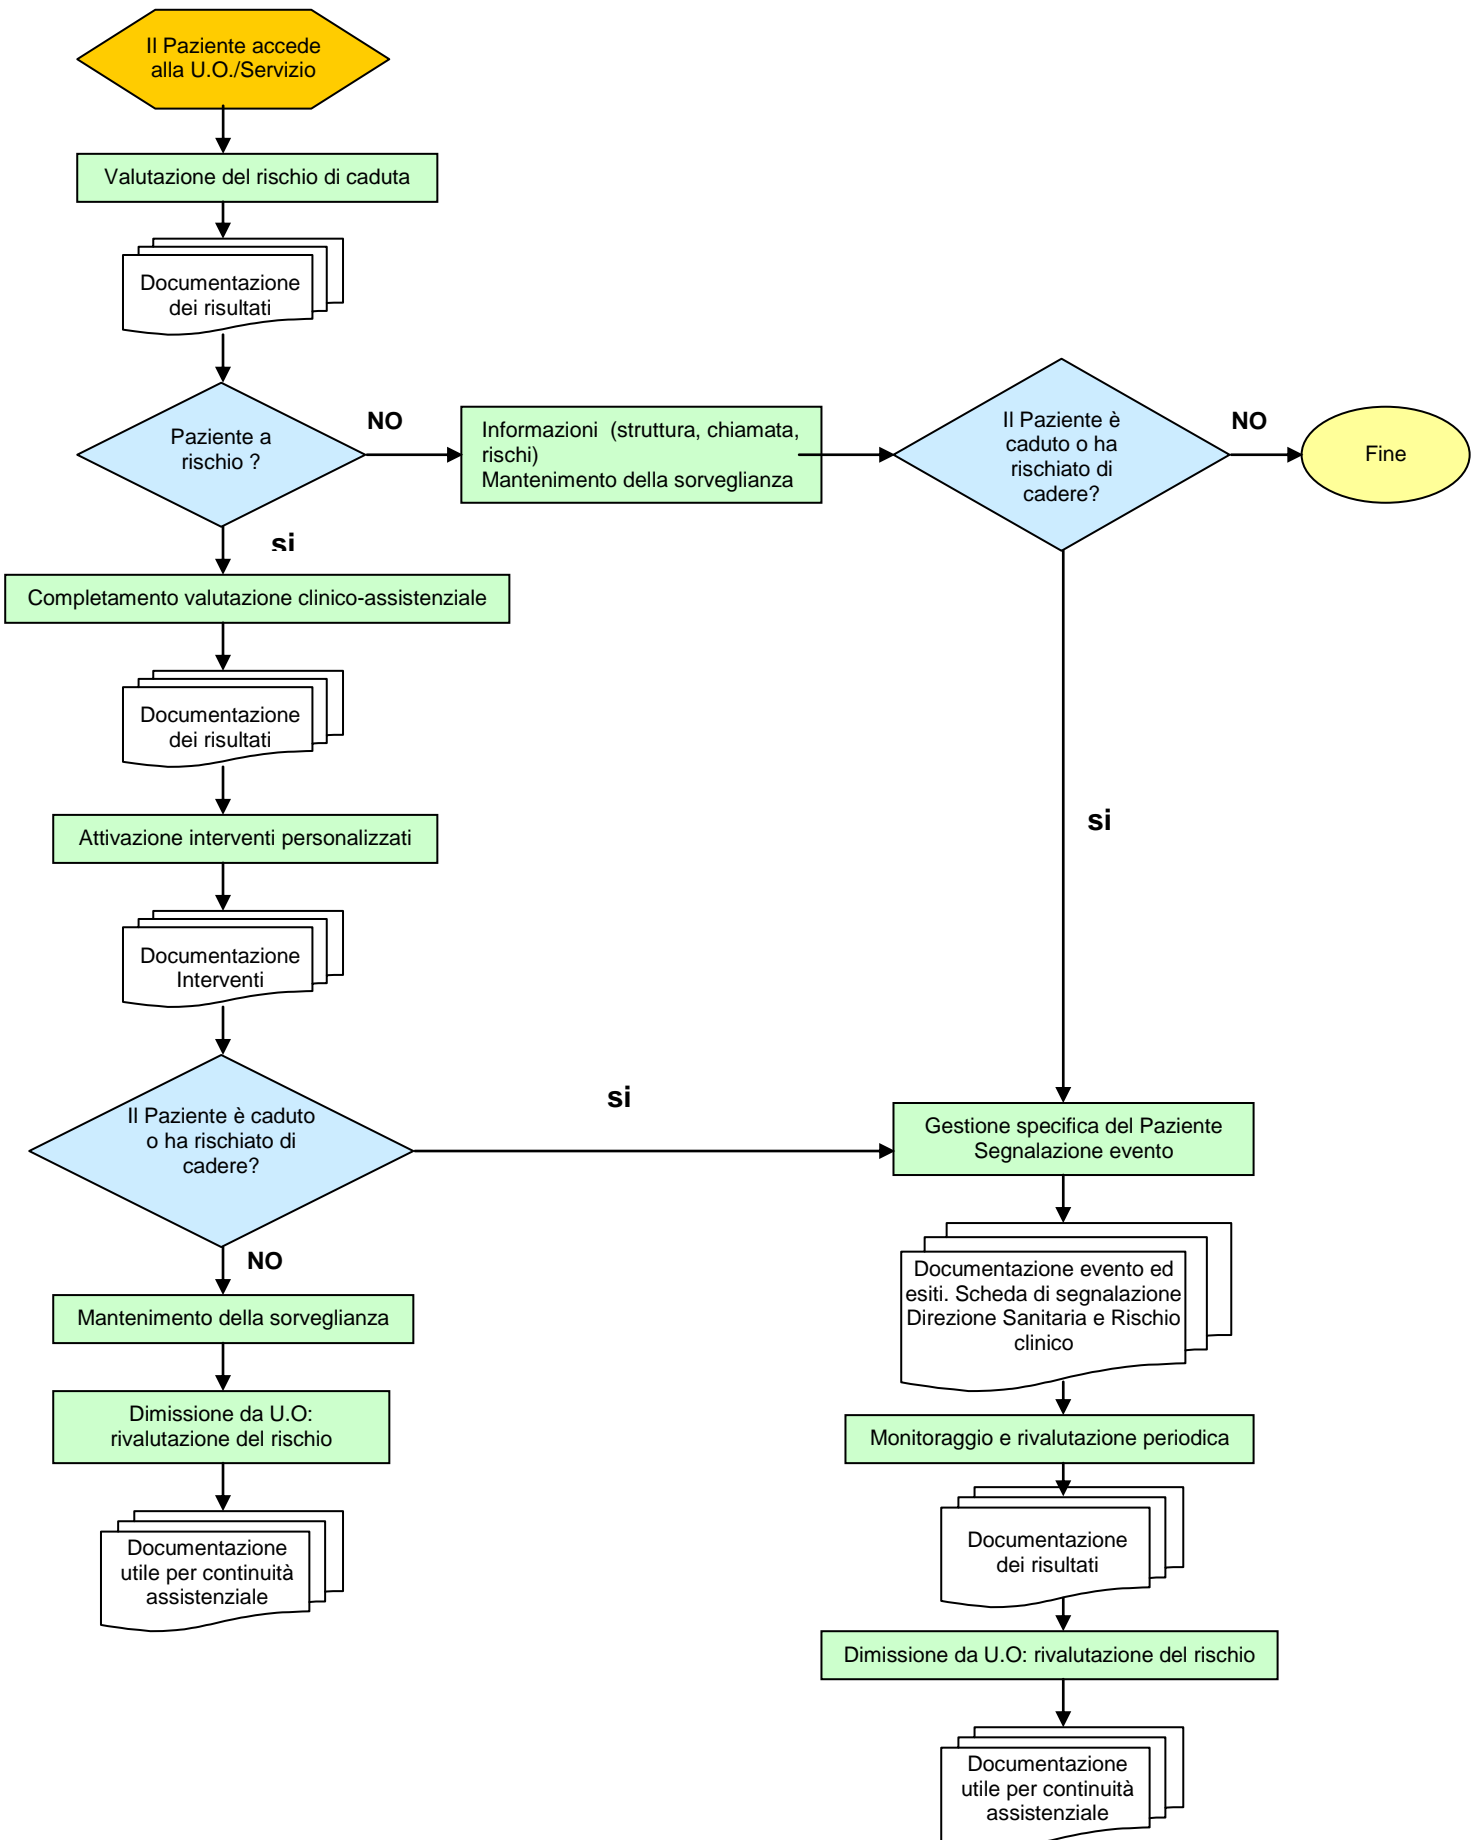 Il Paziente accede
alla U.O./Servizio
Valutazione del rischio di caduta
Documentazione
dei risultati
Paziente a
rischio ?
NO
Informazioni (struttura, chiamata,
rischi)
Mantenimento della sorveglianza
Il Paziente è
caduto o ha
rischiato di
cadere?
NO
Fine
si
Completamento valutazione clinico-assistenziale
Documentazione
dei risultati
Attivazione interventi personalizzati
si
Documentazione
Interventi
Il Paziente è caduto
o ha rischiato di
cadere?
si
Gestione specifica del Paziente
Segnalazione evento
NO
Documentazione evento ed
esiti. Scheda di segnalazione
Direzione Sanitaria e Rischio
clinico
Mantenimento della sorveglianza
Dimissione da U.O:
rivalutazione del rischio
Monitoraggio e rivalutazione periodica
Documentazione
utile per continuità
assistenziale
Documentazione
dei risultati
Dimissione da U.O: rivalutazione del rischio
Documentazione
utile per continuità
assistenziale